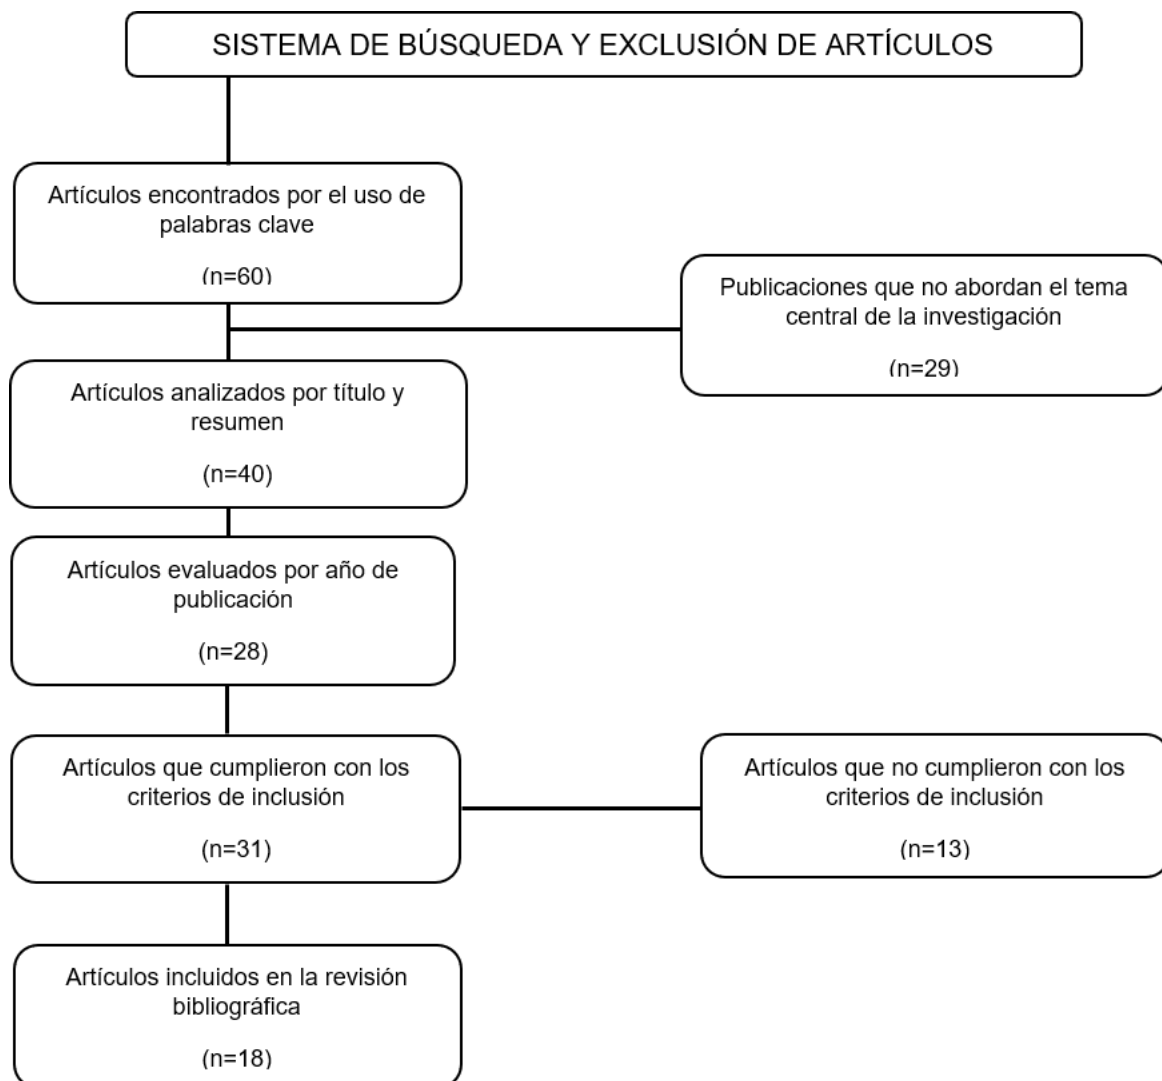 SISTEMA DE BÚSQUEDA Y EXCLUSIÓN DE ARTÍCULOS
Artículos encontrados por el uso de
palabras clave
(n=60)
Publicaciones que no abordan el tema
central de la investigación
(n=29)
Artículos analizados por título y
resumen
(n=40)
Artículos evaluados por año de
publicación
(n=28)
Artículos que cumplieron con los
criterios de inclusión
(n=31)
Artículos que no cumplieron con los
criterios de inclusión
(n=13)
Artículos incluidos en la revisión
bibliográfica
(n=18)